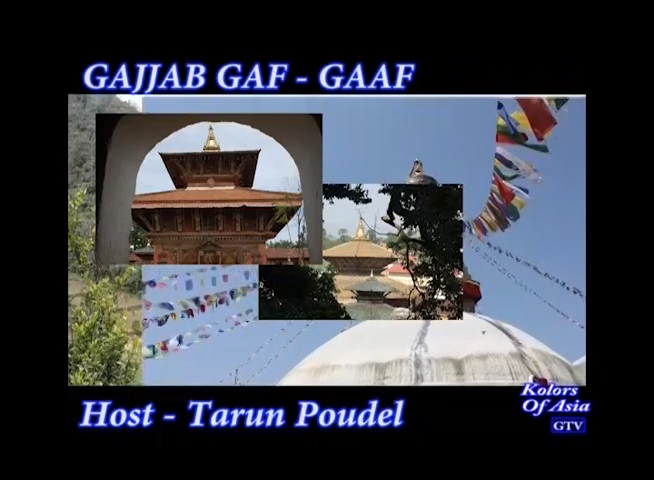 GAJJAB GAF - GAAF
Host - Tarun Poudel
Kolors
Of Asia
GTV